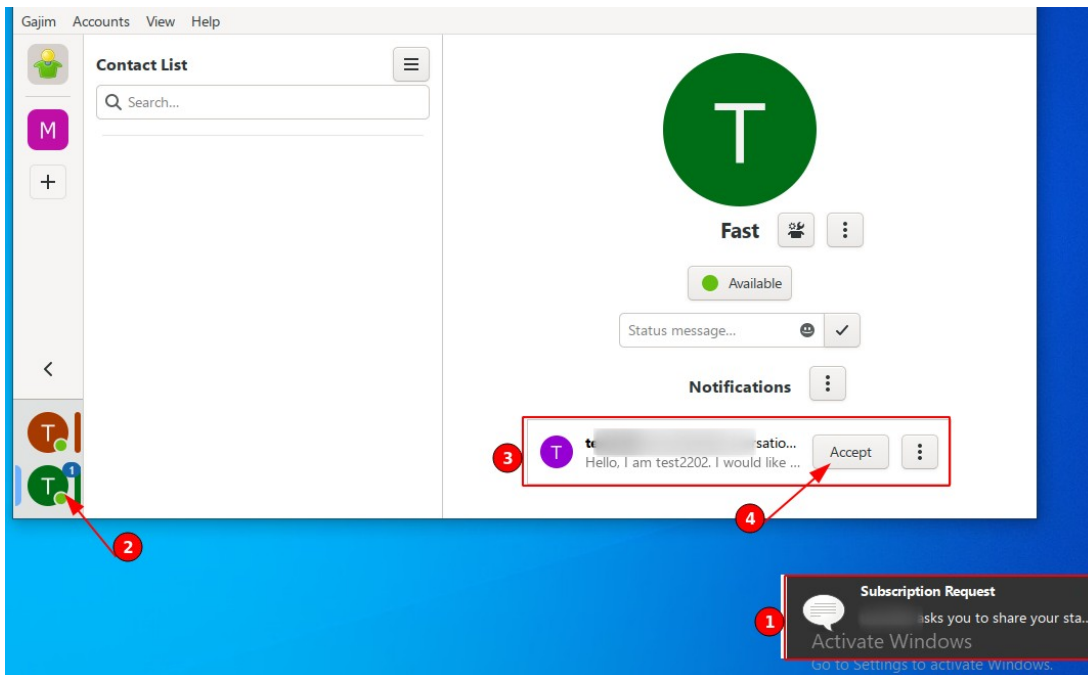 Gajim Accounts View Help
Contact List
Search...
M
T
Fast
Available
Status message...
Notifications
T
Hello, I am test2202. I would like ...
Accept
3
4
T
1
T
2
1
Subscription Request
asks you to share your sta...
Activate Windows
Go to Settings to activate Windows.